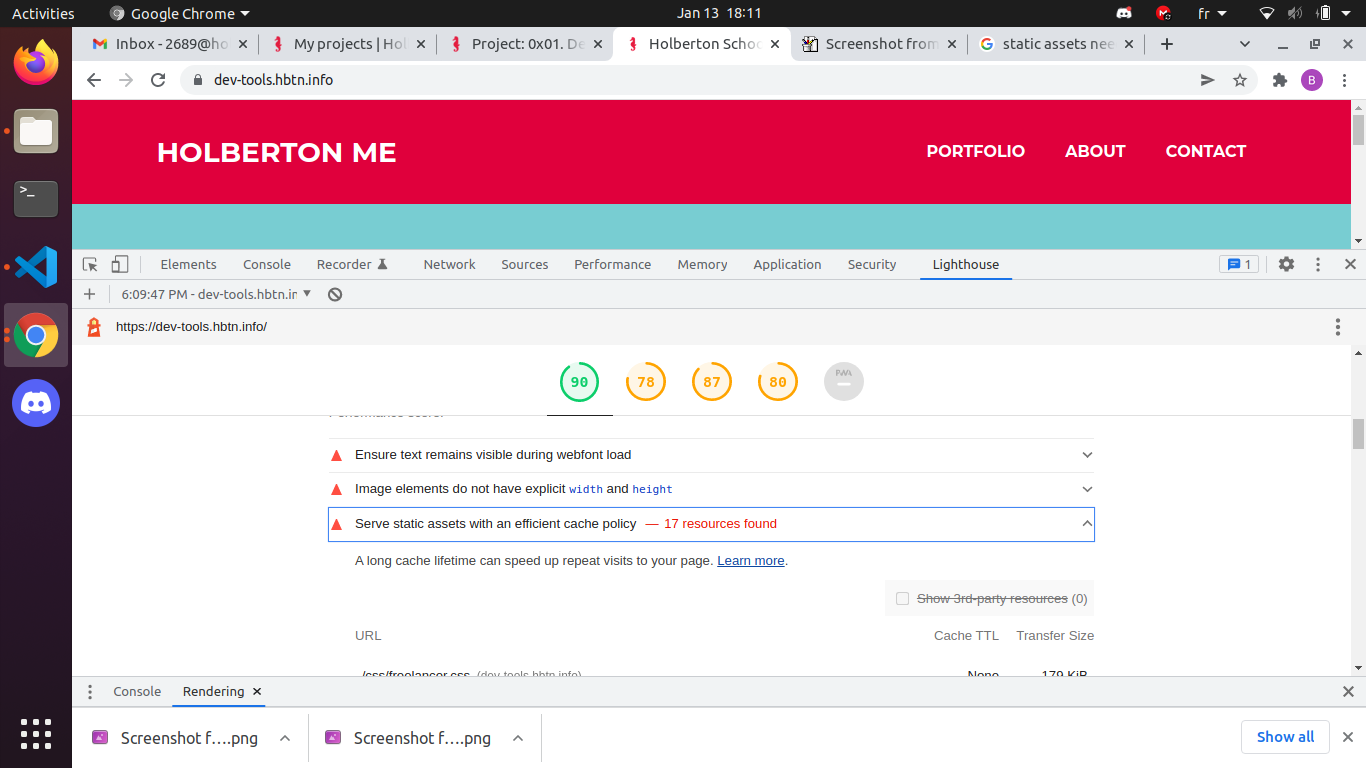 Activities Google Chrome Jan 13 18:11 fr
Inbox - 2689@ho My projects | Hol Project: 0x01. De Holberton Schoo Screenshot from static assets nee
dev-tools.hbtn.info B
HOLBERTON ME PORTFOLIO ABOUT CONTACT
Elements Console Recorder Network Sources Performance Memory Application Security Lighthouse 1
6:09:47 PM - dev-tools.hbtn.in
https://dev-tools.hbtn.info/
90 78 87 80 PWA
Performance score.
Ensure text remains visible during webfont load
Image elements do not have explicit width and height
Serve static assets with an efficient cache policy — 17 resources found
A long cache lifetime can speed up repeat visits to your page. Learn more.
Show 3rd-party resources (0)
URL Cache TTL Transfer Size
/css/freelancer.css (dev-tools.hbtn.info) None 179 KiB
Console Rendering
Screenshot f….png Screenshot f….png Show all